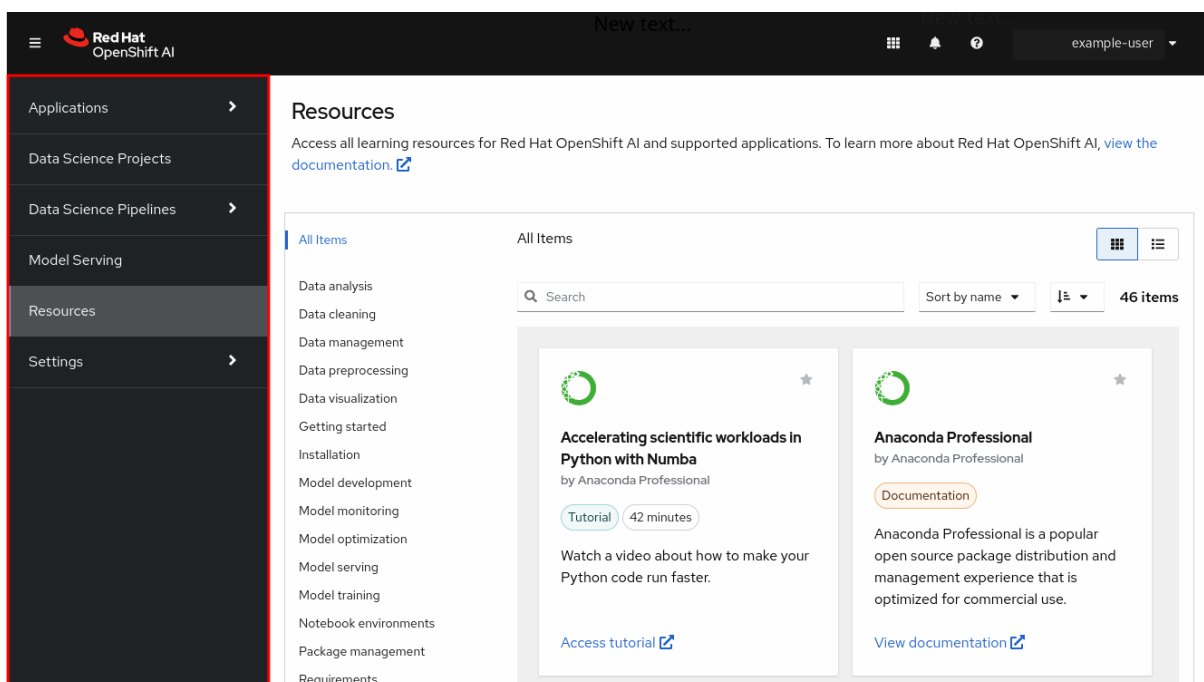 New text...
New text...
Red Hat
OpenShift AI
example-user
Applications
Data Science Projects
Data Science Pipelines
Model Serving
Resources
Settings
Resources
Access all learning resources for Red Hat OpenShift AI and supported applications. To learn more about Red Hat OpenShift AI, view the
documentation.
All Items
Data analysis
Data cleaning
Data management
Data preprocessing
Data visualization
Getting started
Installation
Model development
Model monitoring
Model optimization
Model serving
Model training
Notebook environments
Package management
Requirements
All Items
Search
Sort by name
46 items
Accelerating scientific workloads in
Python with Numba
by Anaconda Professional
Tutorial
42 minutes
Watch a video about how to make your
Python code run faster.
Access tutorial
Anaconda Professional
by Anaconda Professional
Documentation
Anaconda Professional is a popular
open source package distribution and
management experience that is
optimized for commercial use.
View documentation